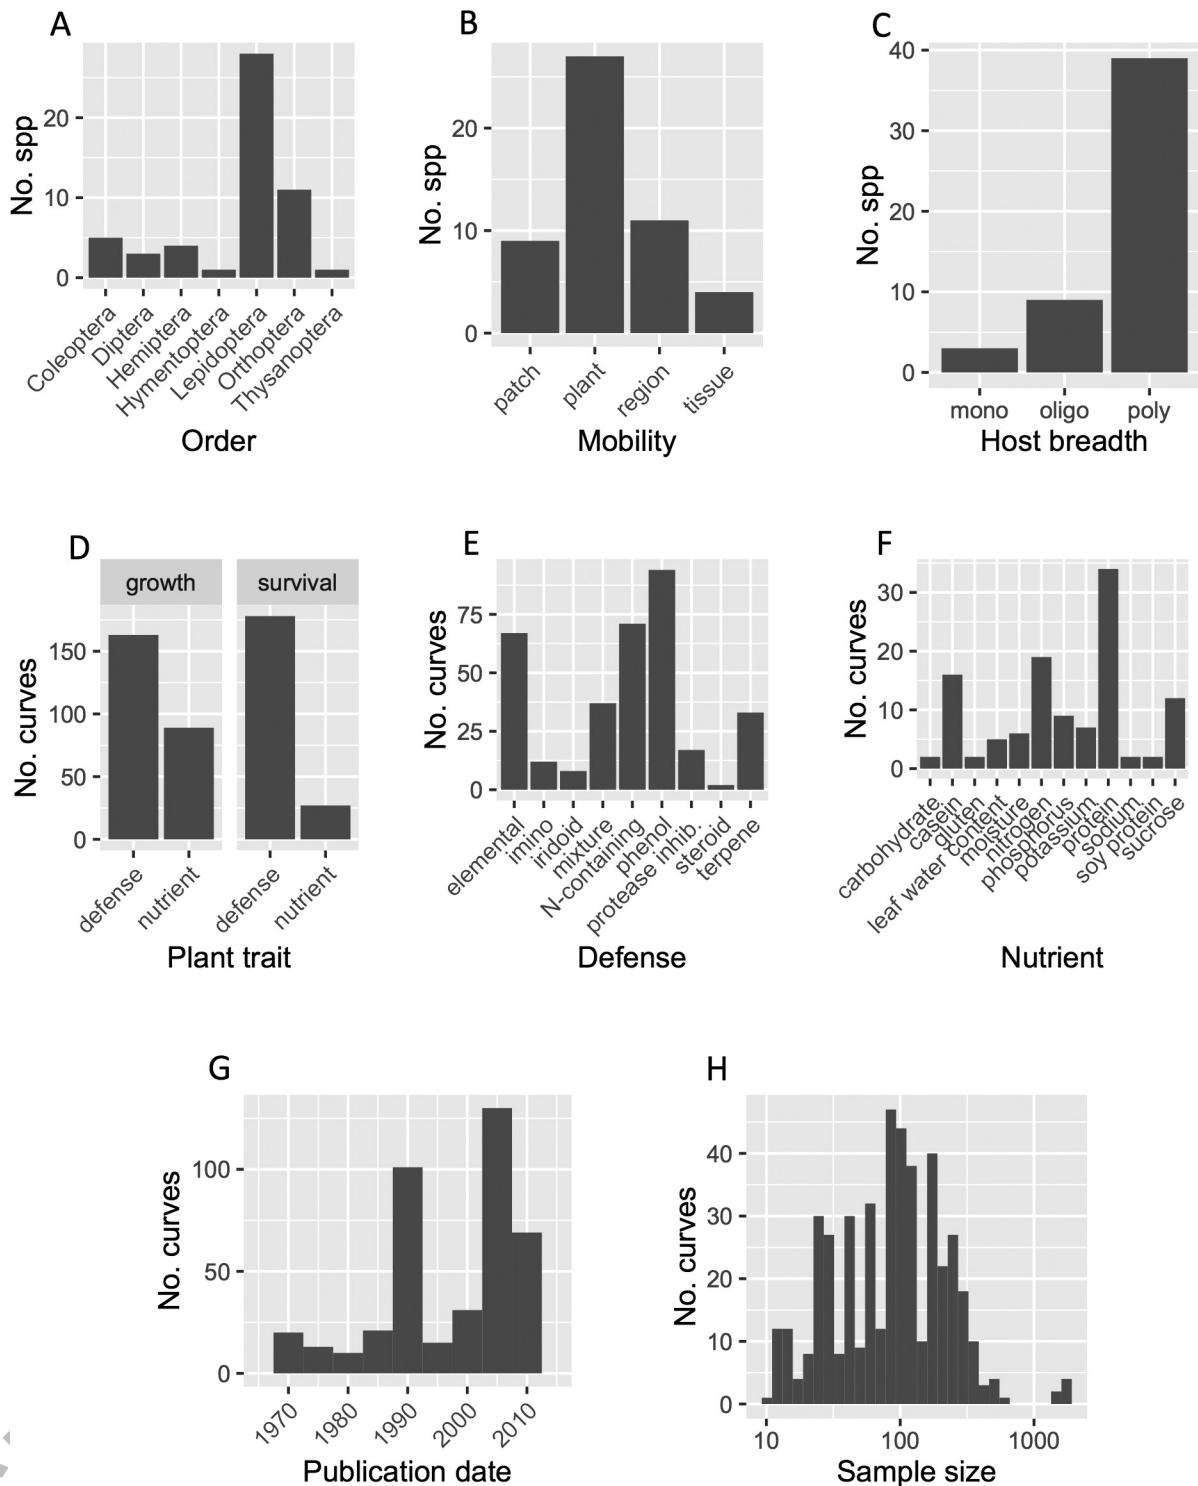 A
No. spp
20
10
0
Coleoptera
Diptera
Hemiptera
Hymentoptera
Lepidoptera
Orthoptera
Thysanoptera
Order
B
No. spp
20
10
0
patch
plant
region
tissue
Mobility
C
No. spp
40
30
20
10
0
mono oligo poly
Host breadth
D
growth survival
No. curves
150
100
50
0
defense
nutrient
defense
nutrient
Plant trait
E
No. curves
75
50
25
0
elemental
imino
iridoid
mixture
N-containing
phenol
protease inhib.
steroid
terpene
Defense
F
No. curves
30
20
10
0
carbohydrate
casein
gluten
leaf water content
moisture
nitrogen
phosphorus
potassium
protein
sodium
soy protein
sucrose
Nutrient
G
No. curves
100
50
0
1970
1980
1990
2000
2010
Publication date
H
No. curves
40
30
20
10
0
10 100 1000
Sample size